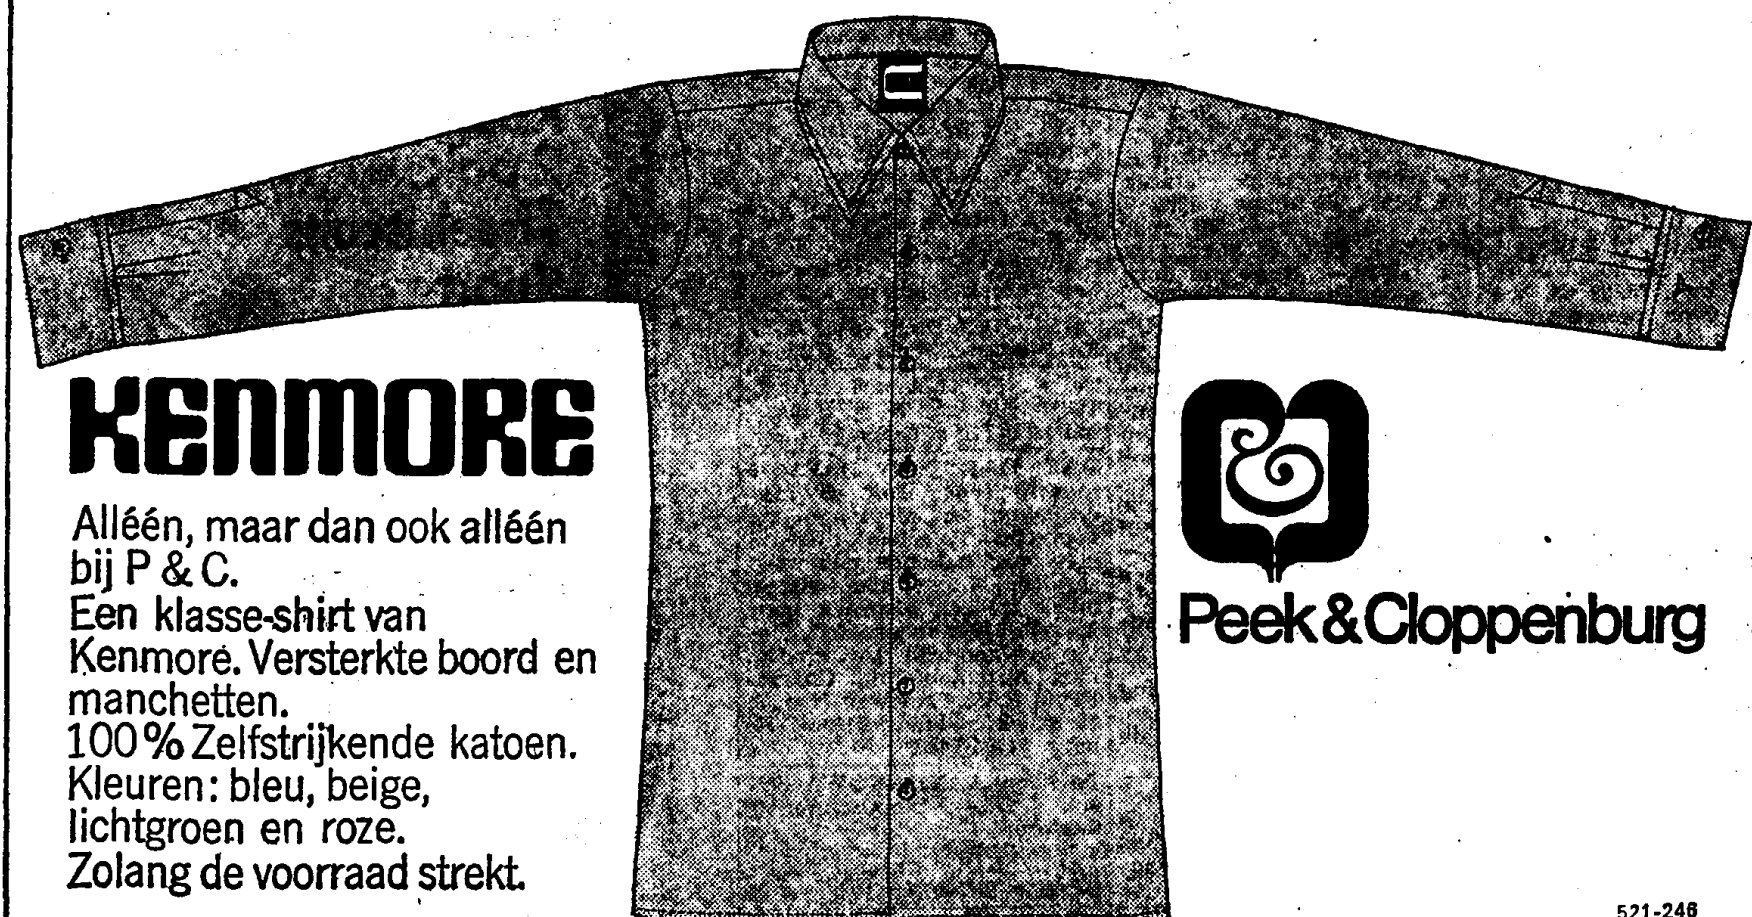 KENMORE
Alléén, maar dan ook alléén
bij P & C.
Een klasse-shirt van
Kenmore. Versterkte boord en
manchetten.
100% Zelfstrijkende katoen.
Kleuren: bleu, beige,
lichtgroen en roze.
Zolang de voorraad strekt.
&
Peek&Cloppenburg
521-246